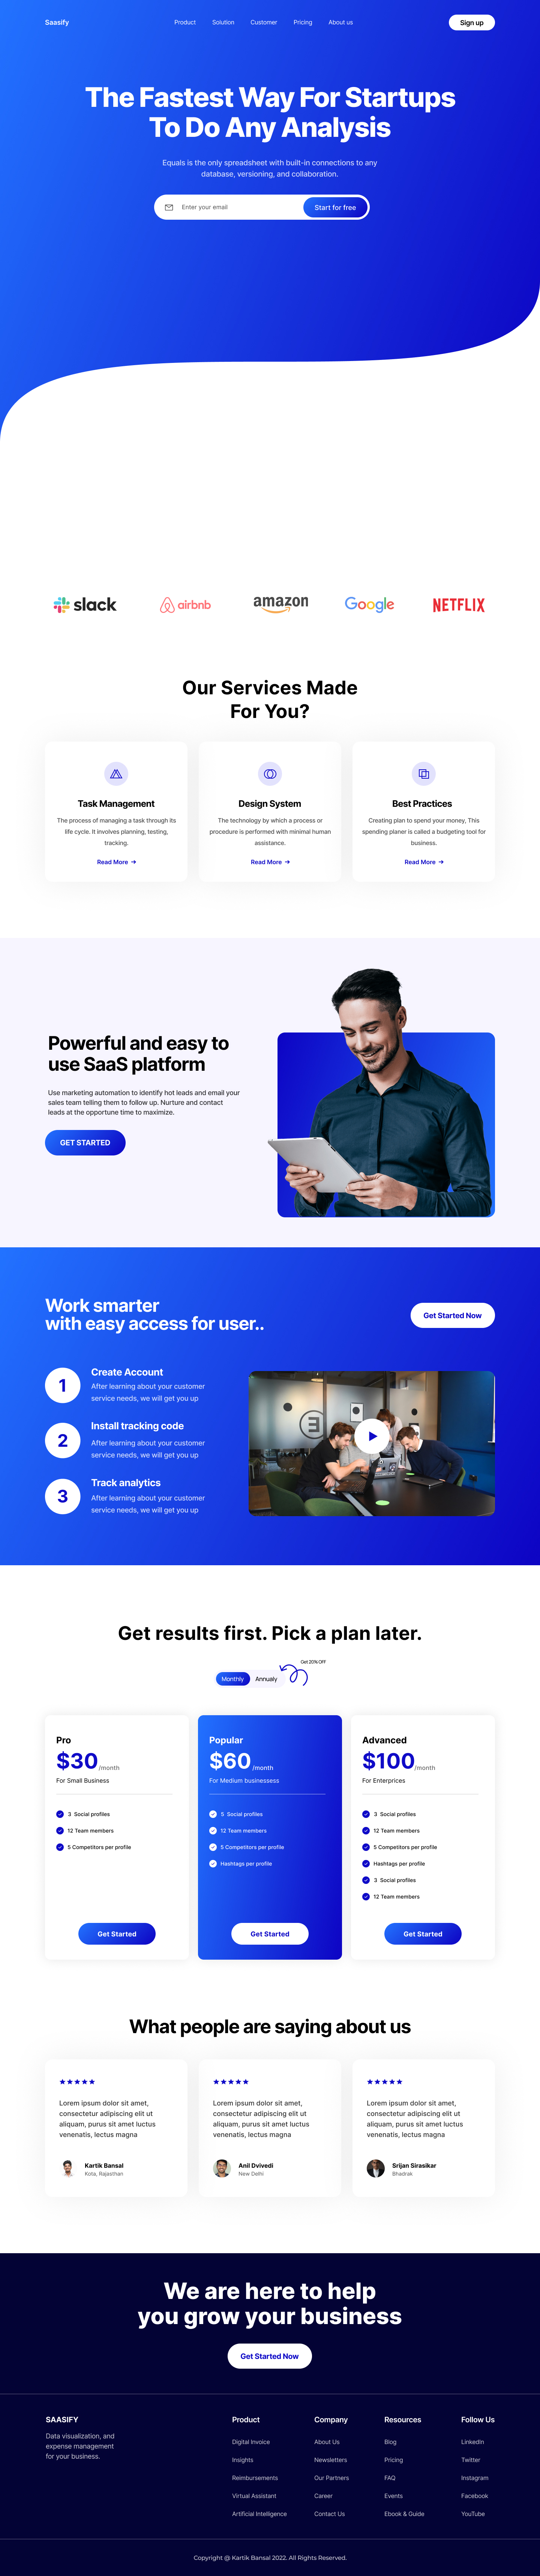 Saasify
Product
Solution
Customer
Pricing
About us
Sign up
The Fastest Way For Startups
To Do Any Analysis
Equals is the only spreadsheet with built-in connections to any
database, versioning, and collaboration.
Enter your email
Start for free
slack
airbnb
amazon
Google
NETFLIX
Our Services Made
For You?
Task Management
The process of managing a task through its
life cycle. It involves planning, testing,
tracking.
Read More
Design System
The technology by which a process or
procedure is performed with minimal human
assistance.
Read More
Best Practices
Creating plan to spend your money, This
spending planer is called a budgeting tool for
business.
Read More
Powerful and easy to
use SaaS platform
Use marketing automation to identify hot leads and email your
sales team telling them to follow up. Nurture and contact
leads at the opportune time to maximize.
GET STARTED
Work smarter
with easy access for user..
Get Started Now
1
Create Account
After learning about your customer
service needs, we will get you up
2
Install tracking code
After learning about your customer
service needs, we will get you up
3
Track analytics
After learning about your customer
service needs, we will get you up
Get results first. Pick a plan later.
Get 20% OFF
Monthly
Annualy
Pro
$30/month
For Small Business
3 Social profiles
12 Team members
5 Competitors per profile
Get Started
Popular
$60/month
For Medium businessess
5 Social profiles
12 Team members
5 Competitors per profile
Hashtags per profile
Get Started
Advanced
$100/month
For Enterprices
3 Social profiles
12 Team members
5 Competitors per profile
Hashtags per profile
3 Social profiles
12 Team members
Get Started
What people are saying about us
Lorem ipsum dolor sit amet,
consectetur adipiscing elit ut
aliquam, purus sit amet luctus
venenatis, lectus magna
Kartik Bansal
Kota, Rajasthan
Lorem ipsum dolor sit amet,
consectetur adipiscing elit ut
aliquam, purus sit amet luctus
venenatis, lectus magna
Anil Dvivedi
New Delhi
Lorem ipsum dolor sit amet,
consectetur adipiscing elit ut
aliquam, purus sit amet luctus
venenatis, lectus magna
Srijan Sirasikar
Bhadrak
We are here to help
you grow your business
Get Started Now
SAASIFY
Data visualization, and
expense management
for your business.
Product
Digital Invoice
Insights
Reimbursements
Virtual Assistant
Artificial Intelligence
Company
About Us
Newsletters
Our Partners
Career
Contact Us
Resources
Blog
Pricing
FAQ
Events
Ebook & Guide
Follow Us
LinkedIn
Twitter
Instagram
Facebook
YouTube
Copyright @ Kartik Bansal 2022. All Rights Reserved.